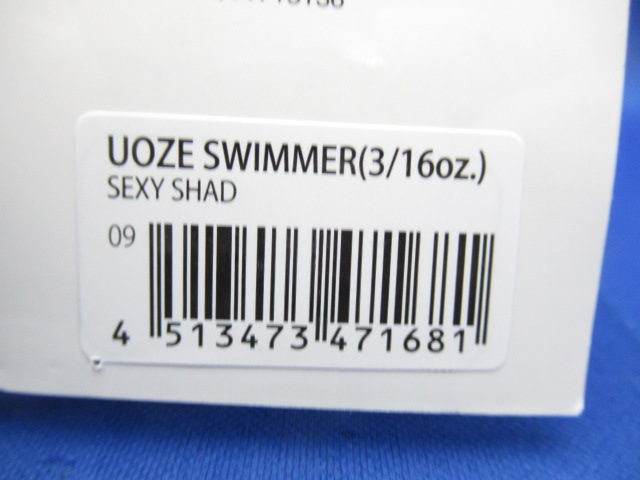 UOZE SWIMMER(3/16oz.)
SEXY SHAD
09
4 513473 471681